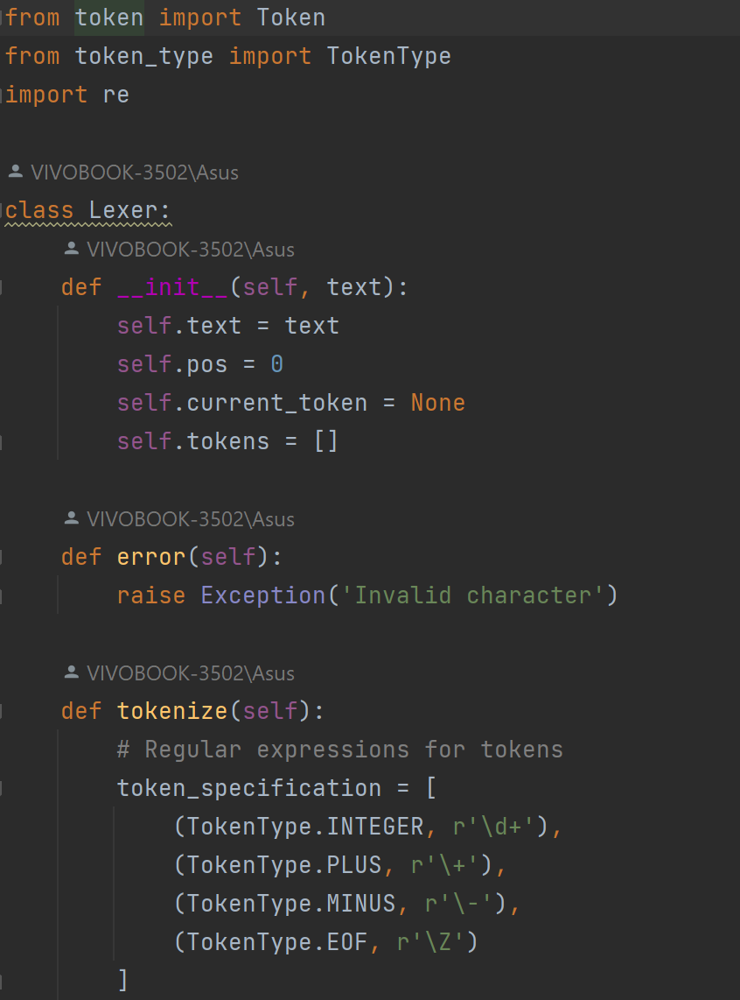 from token import Token
from token_type import TokenType
import re
VIVOBOOK-3502\Asus
class Lexer:
VIVOBOOK-3502\Asus
def __init__(self, text):
self.text = text
self.pos = 0
self.current_token = None
self.tokens = []
VIVOBOOK-3502\Asus
def error(self):
raise Exception('Invalid character')
VIVOBOOK-3502\Asus
def tokenize(self):
# Regular expressions for tokens
token_specification = [
(TokenType.INTEGER, r'\d+'),
(TokenType.PLUS, r'\+'),
(TokenType.MINUS, r'\-'),
(TokenType.EOF, r'\Z')
]